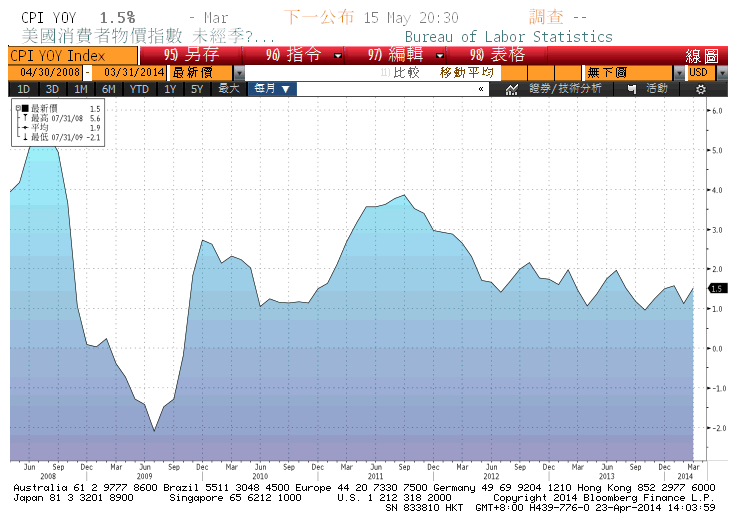 CPI YOY 1.5% - Mar 下一公布 15 May 20:30 調查 --
美國消費者物價指數 未經季?... Bureau of Labor Statistics
CPI YOY Index 95) 另存 96) 指令 97) 編輯 98) 表格 線圖
04/30/2008 - 03/31/2014 最新價 比較 移動平均 無下圖 USD
1D 3D 1M 6M YTD 1Y 5Y 最大 每月 ▼ « 證券/技術分析 活動
最新價 1.5
最高 07/31/08 5.6
平均 1.9
最低 07/31/09 -2.1
6.0
5.0
4.0
3.0
2.0
1.5
1.0
0.0
-1.0
-2.0
Jun Sep Dec Mar Jun Sep Dec Mar Jun Sep Dec Mar Jun Sep Dec Mar Jun Sep Dec Mar Jun Sep Dec Mar
2008 2009 2010 2011 2012 2013 2014
Australia 61 2 9777 8600 Brazil 5511 3048 4500 Europe 44 20 7330 7500 Germany 49 69 9204 1210 Hong Kong 852 2977 6000
Japan 81 3 3201 8900 Singapore 65 6212 1000 U.S. 1 212 318 2000 Copyright 2014 Bloomberg Finance L.P.
SN 833810 HKT GMT+8:00 H439-776-0 23-Apr-2014 14:03:59